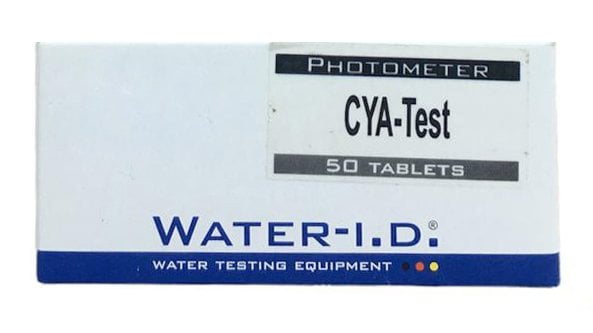 PHOTOMETER
CYA-Test
50 TABLETS
WATER-I.D.®
WATER TESTING EQUIPMENT